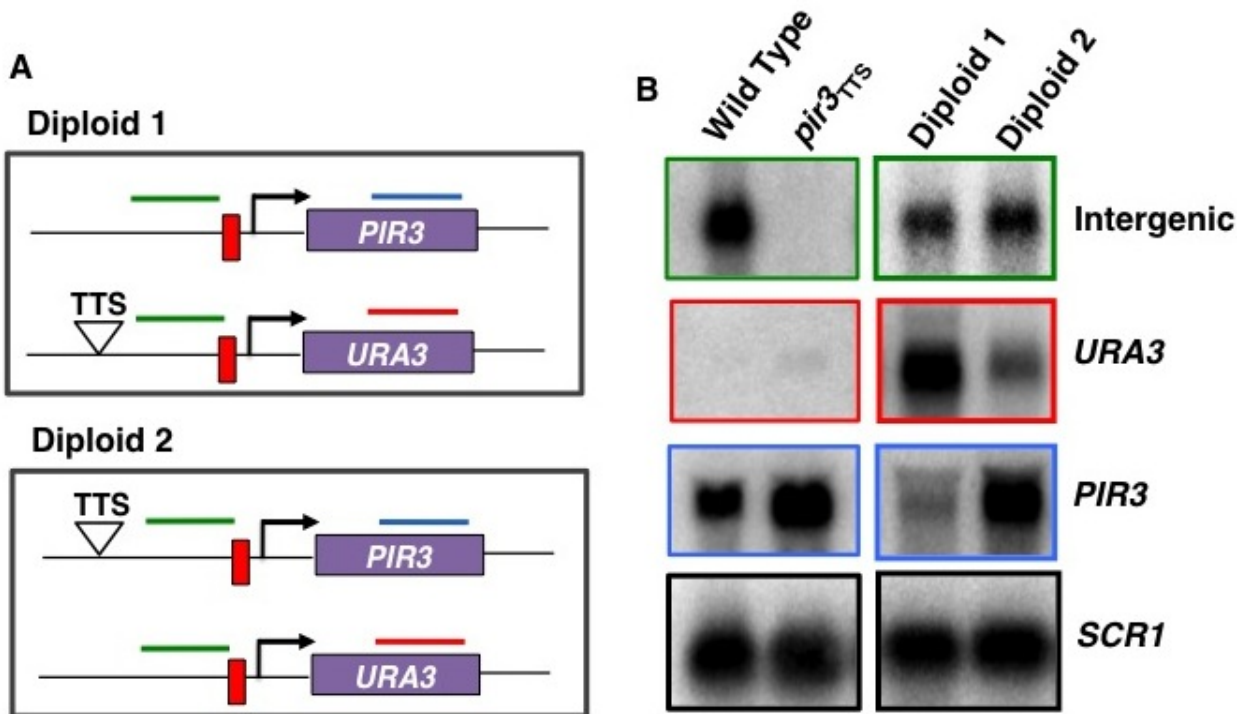 A
Diploid 1
PIR3
TTS
URA3
Diploid 2
TTS
PIR3
URA3
B
Wild Type
pir3TTS
Diploid 1
Diploid 2
Intergenic
URA3
PIR3
SCR1